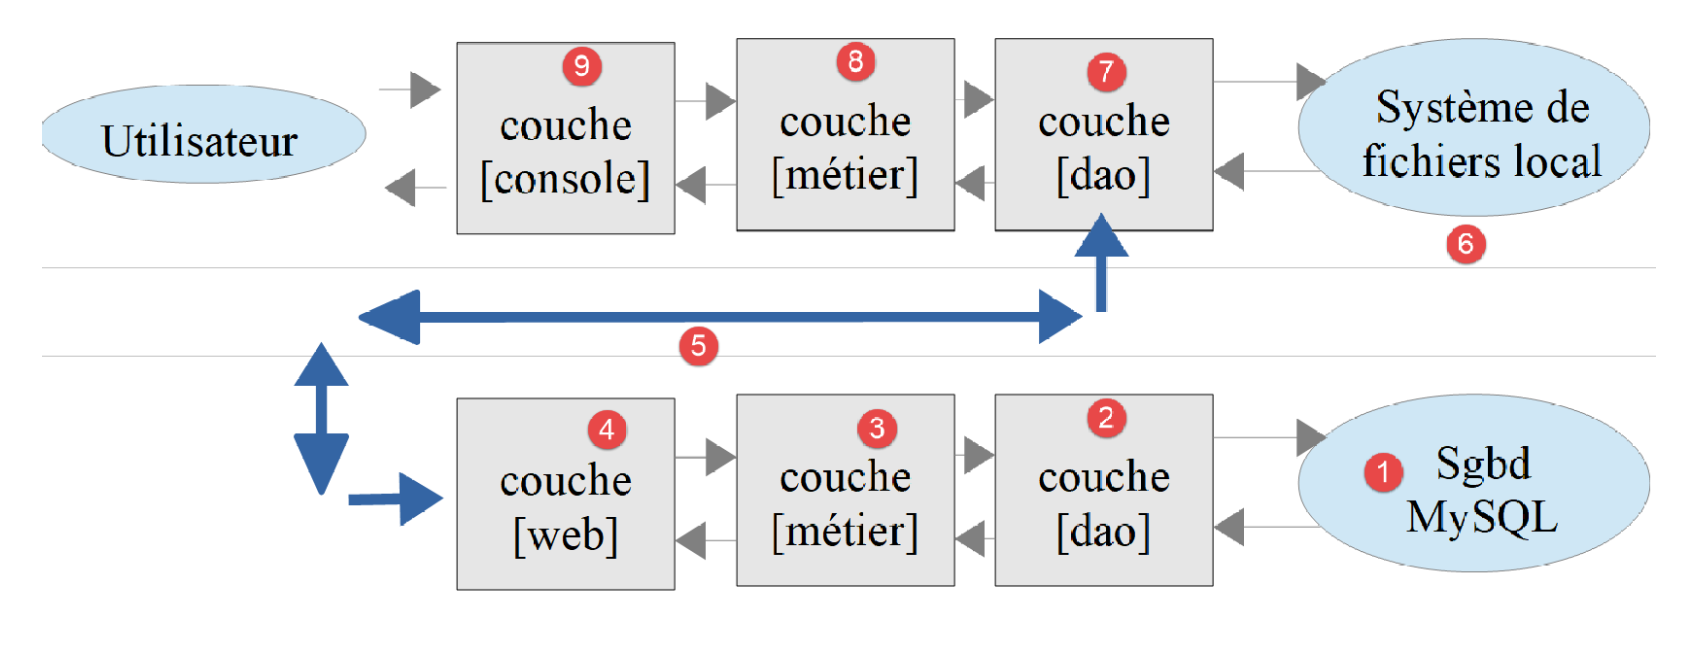 Utilisateur
9
couche
[console]
8
couche
[métier]
7
couche
[dao]
Système de
fichiers local
6
5
4
couche
[web]
3
couche
[métier]
2
couche
[dao]
1
Sgbd
MySQL